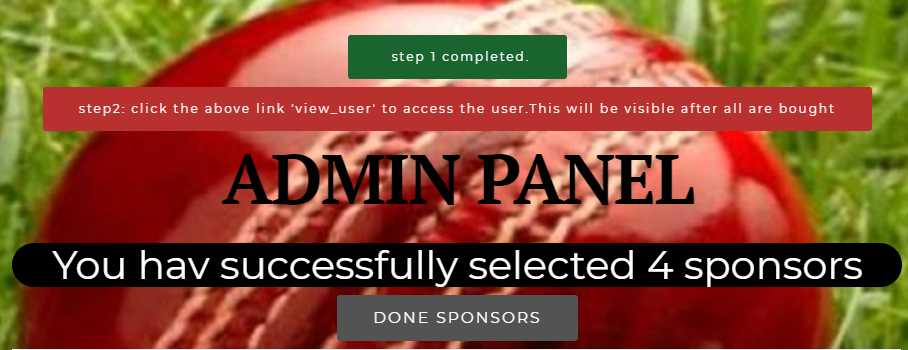 step 1 completed.
step2: click the above link 'view_user' to access the user.This will be visible after all are bought
ADMIN PANEL
You hav successfully selected 4 sponsors
DONE SPONSORS